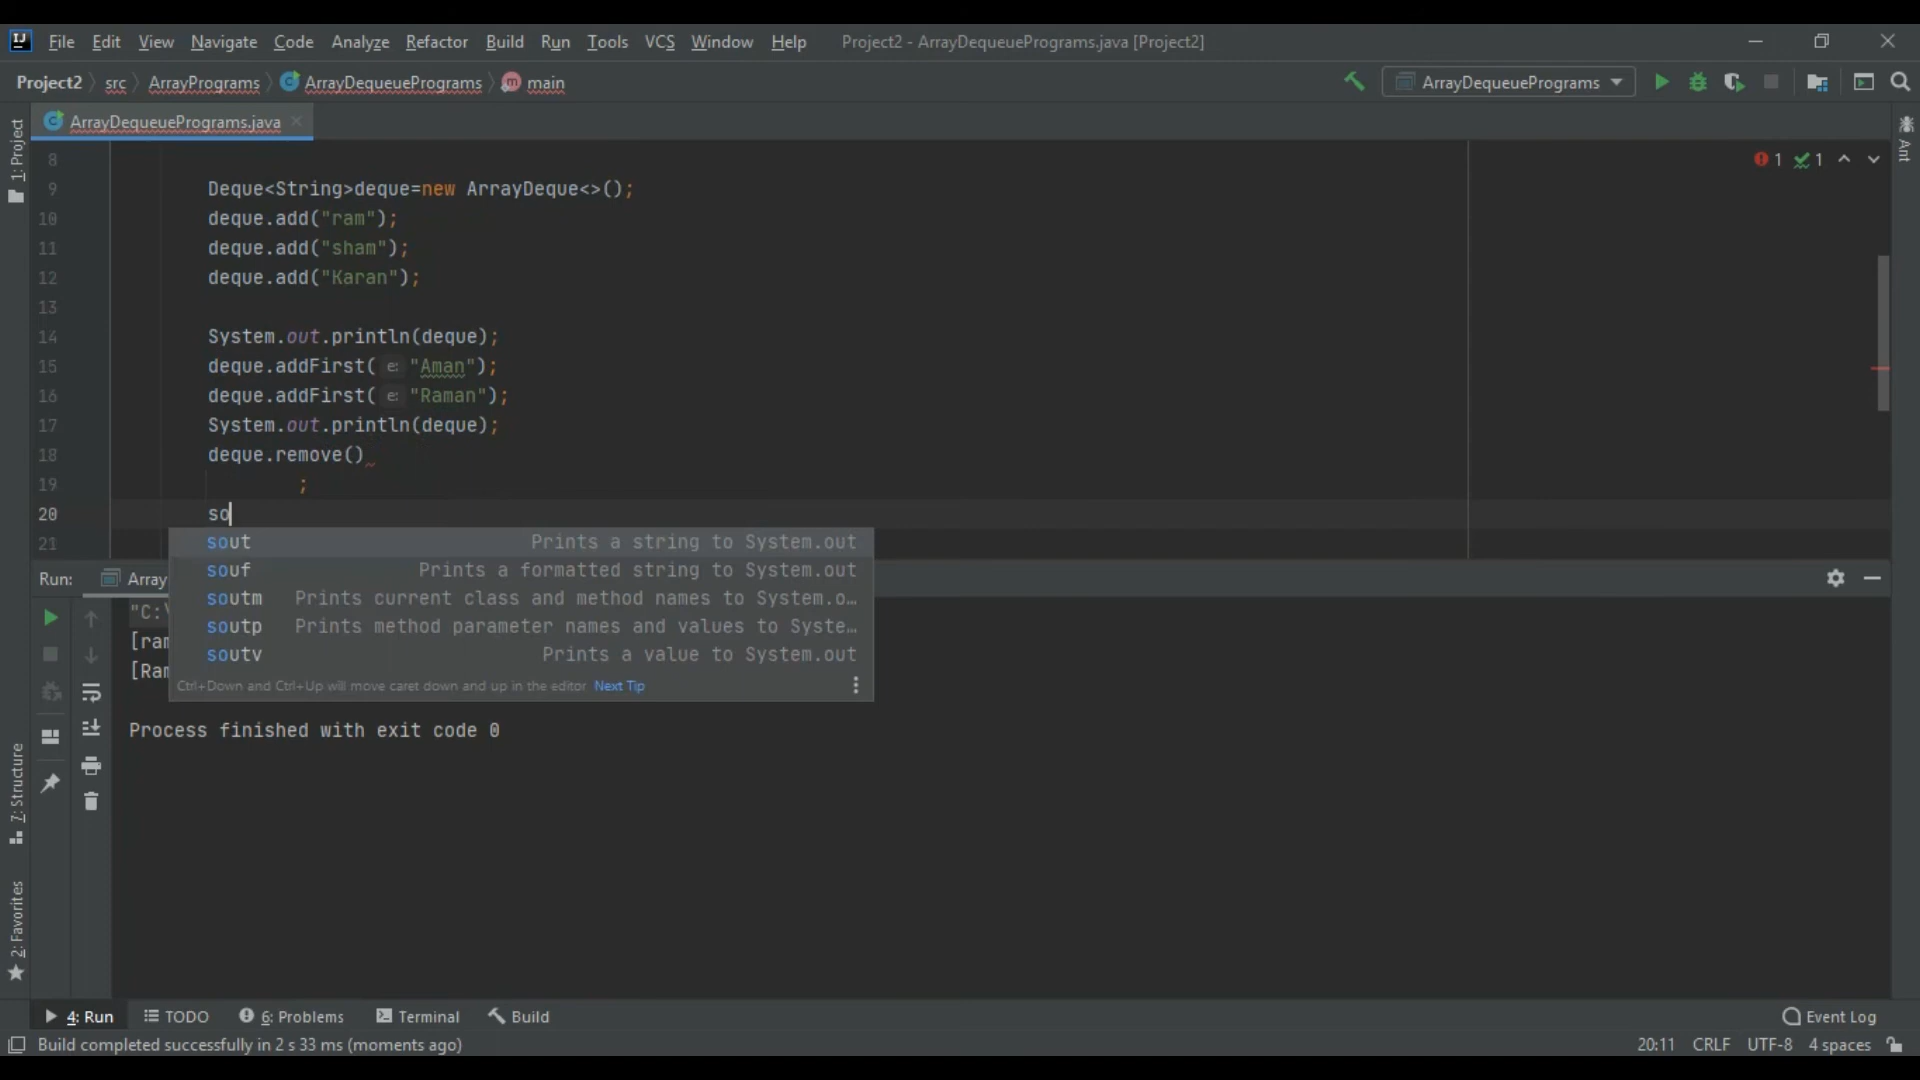 File Edit View Navigate Code Analyze Refactor Build Run Tools VCS Window Help Project2 - ArrayDequeuePrograms.java [Project2]
Project2 src ArrayPrograms ArrayDequeuePrograms main ArrayDequeuePrograms
ArrayDequeuePrograms.java
1: Project
Ant
8 1 1
9 Deque<String>deque=new ArrayDeque<>();
10 deque.add("ram");
11 deque.add("sham");
12 deque.add("Karan");
13
14 System.out.println(deque);
15 deque.addFirst( e: "Aman");
16 deque.addFirst( e: "Raman");
17 System.out.println(deque);
18 deque.remove()
19 ;
20 so
21
sout Prints a string to System.out
souf Prints a formatted string to System.out
soutm Prints current class and method names to System.o…
soutp Prints method parameter names and values to Syste…
soutv Prints a value to System.out
Ctrl+Down and Ctrl+Up will move caret down and up in the editor Next Tip
Run: Array
"C:\
[ram
[Ram
Process finished with exit code 0
7: Structure
2: Favorites
4: Run TODO 6: Problems Terminal Build Event Log
Build completed successfully in 2 s 33 ms (moments ago) 20:11 CRLF UTF-8 4 spaces